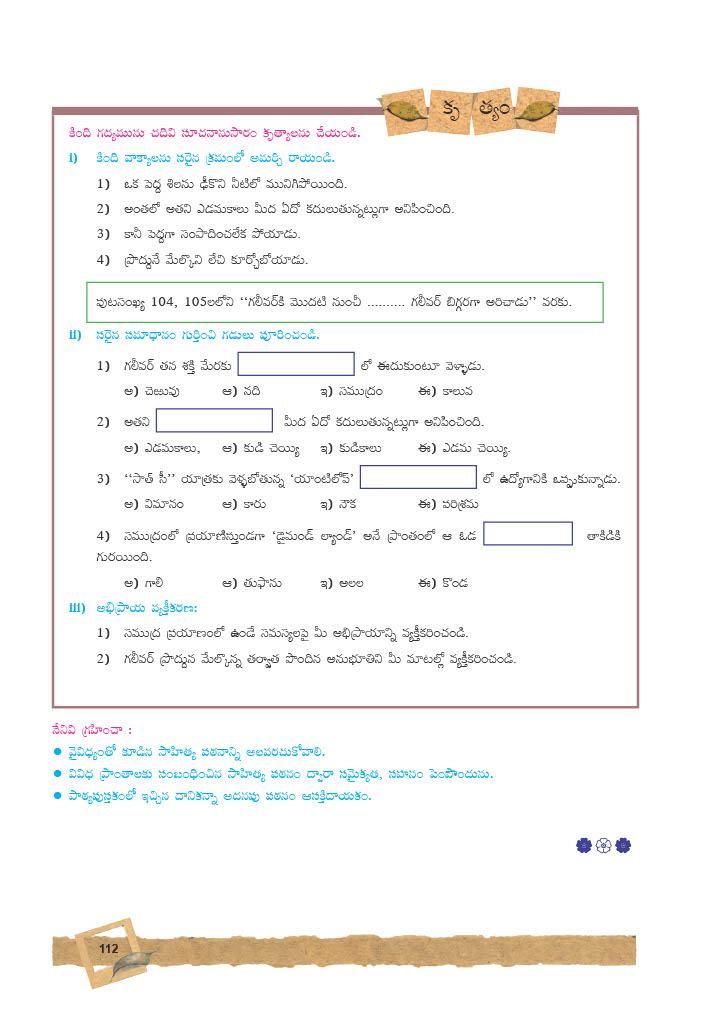 కృత్యం
కింది గద్యమును చదివి సూచనానుసారం కృత్యాలను చేయండి.
i) కింది వాక్యాలను సరైన క్రమంలో అమర్చి రాయండి.
1) ఒక పెద్ద శిలను ఢీకొని నీటిలో మునిగిపోయింది.
2) అంతలో అతని ఎడమకాలు మీద ఏదో కదులుతున్నట్లుగా అనిపించింది.
3) కానీ పెద్దగా సంపాదించలేక పోయాడు.
4) ప్రొద్దునే మేల్కొని లేచి కూర్చోబోయాడు.
పుటసంఖ్య 104, 105లలోని ‘‘గలీవర్‌కి మొదటి నుంచీ .......... గలీవర్ బిగ్గరగా అరిచాడు’’ వరకు.
ii) సరైన సమాధానం గుర్తించి గడులు పూరించండి.
1) గలీవర్ తన శక్తి మేరకు లో ఈదుకుంటూ వెళ్ళాడు.
అ) చెఱువు ఆ) నది ఇ) సముద్రం ఈ) కాలువ
2) అతని మీద ఏదో కదులుతున్నట్లుగా అనిపించింది.
అ) ఎడమకాలు, ఆ) కుడి చెయ్యి ఇ) కుడికాలు ఈ) ఎడమ చెయ్యి.
3) ‘‘సౌత్ సీ’’ యాత్రకు వెళ్ళబోతున్న ‘యాంటిలోప్’ లో ఉద్యోగానికి ఒప్పుకున్నాడు.
అ) విమానం ఆ) కారు ఇ) నౌక ఈ) పరిశ్రమ
4) సముద్రంలో ప్రయాణిస్తుండగా ‘డైమండ్ ల్యాండ్’ అనే ప్రాంతంలో ఆ ఓడ తాకిడికి
గురయింది.
అ) గాలి ఆ) తుఫాను ఇ) అలల ఈ) కొండ
iii) అభిప్రాయ వ్యక్తీకరణ:
1) సముద్ర ప్రయాణంలో ఉండే సమస్యలపై మీ అభిప్రాయాన్ని వ్యక్తీకరించండి.
2) గలీవర్ ప్రొద్దున మేల్కొన్న తర్వాత పొందిన అనుభూతిని మీ మాటల్లో వ్యక్తీకరించండి.
నేనివి గ్రహించా :
● వైవిధ్యంతో కూడిన సాహిత్య పఠనాన్ని అలవరచుకోవాలి.
● వివిధ ప్రాంతాలకు సంబంధించిన సాహిత్య పఠనం ద్వారా సమైక్యత, సహనం పెంపొందును.
● పాఠ్యపుస్తకంలో ఇచ్చిన దానికన్నా అదనపు పఠనం ఆసక్తిదాయకం.
112